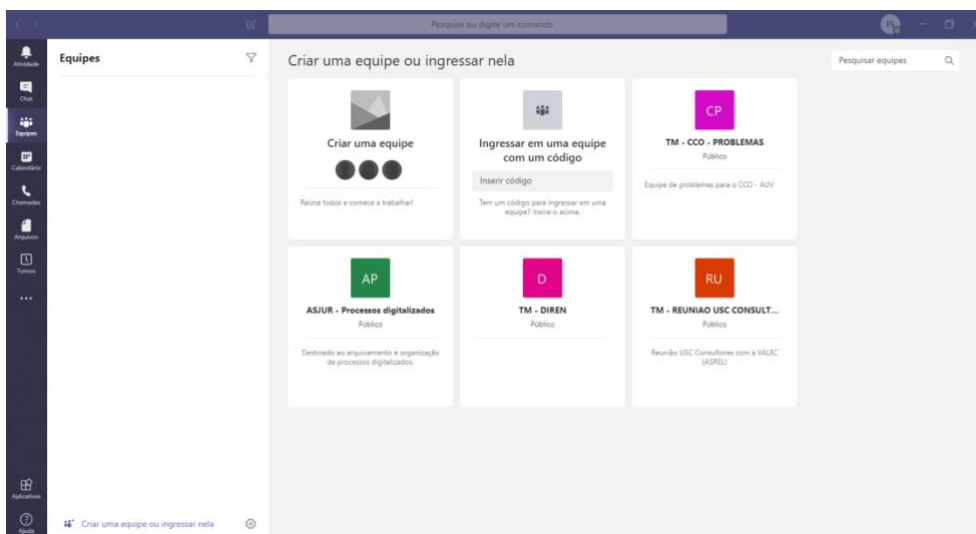 Pesquise ou digite um comando
PS
Atividade
Chat
Equipes
Calendário
Chamadas
Arquivos
Turnos
Aplicativos
Ajuda
Equipes
Criar uma equipe ou ingressar nela
Criar uma equipe ou ingressar nela
Pesquisar equipes
Criar uma equipe
Reúna todos e comece a trabalhar!
Ingressar em uma equipe
com um código
Inserir código
Tem um código para ingressar em uma
equipe? Insira-o acima.
CP
TM - CCO - PROBLEMAS
Público
Equipe de problemas para o CCO - AUV
AP
ASJUR - Processos digitalizados
Público
Destinado ao arquivamento e organização
de processos digitalizados.
D
TM - DIREN
Público
RU
TM - REUNIAO USC CONSULT...
Público
Reunião USC Consultores com a VALEC
(ASREL)